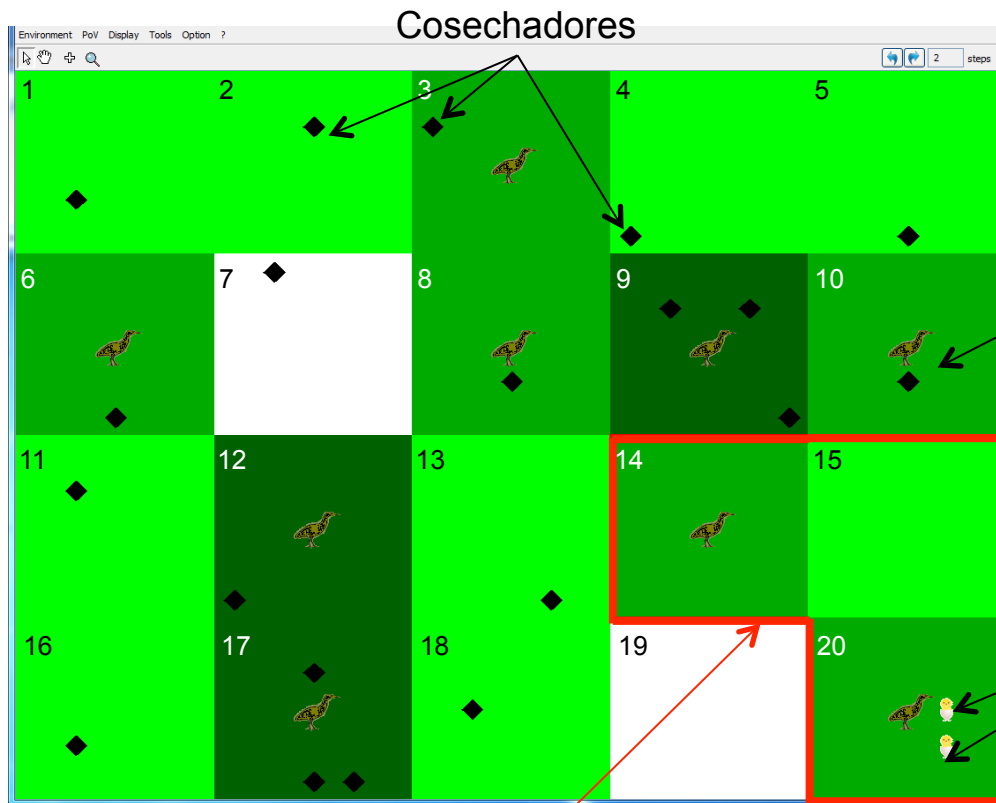 Cosechadores
Environment PoV Display Tools Option ?
2 steps
1 2 3 4 5
6 7 8 9 10
11 12 13 14 15
16 17 18 19 20